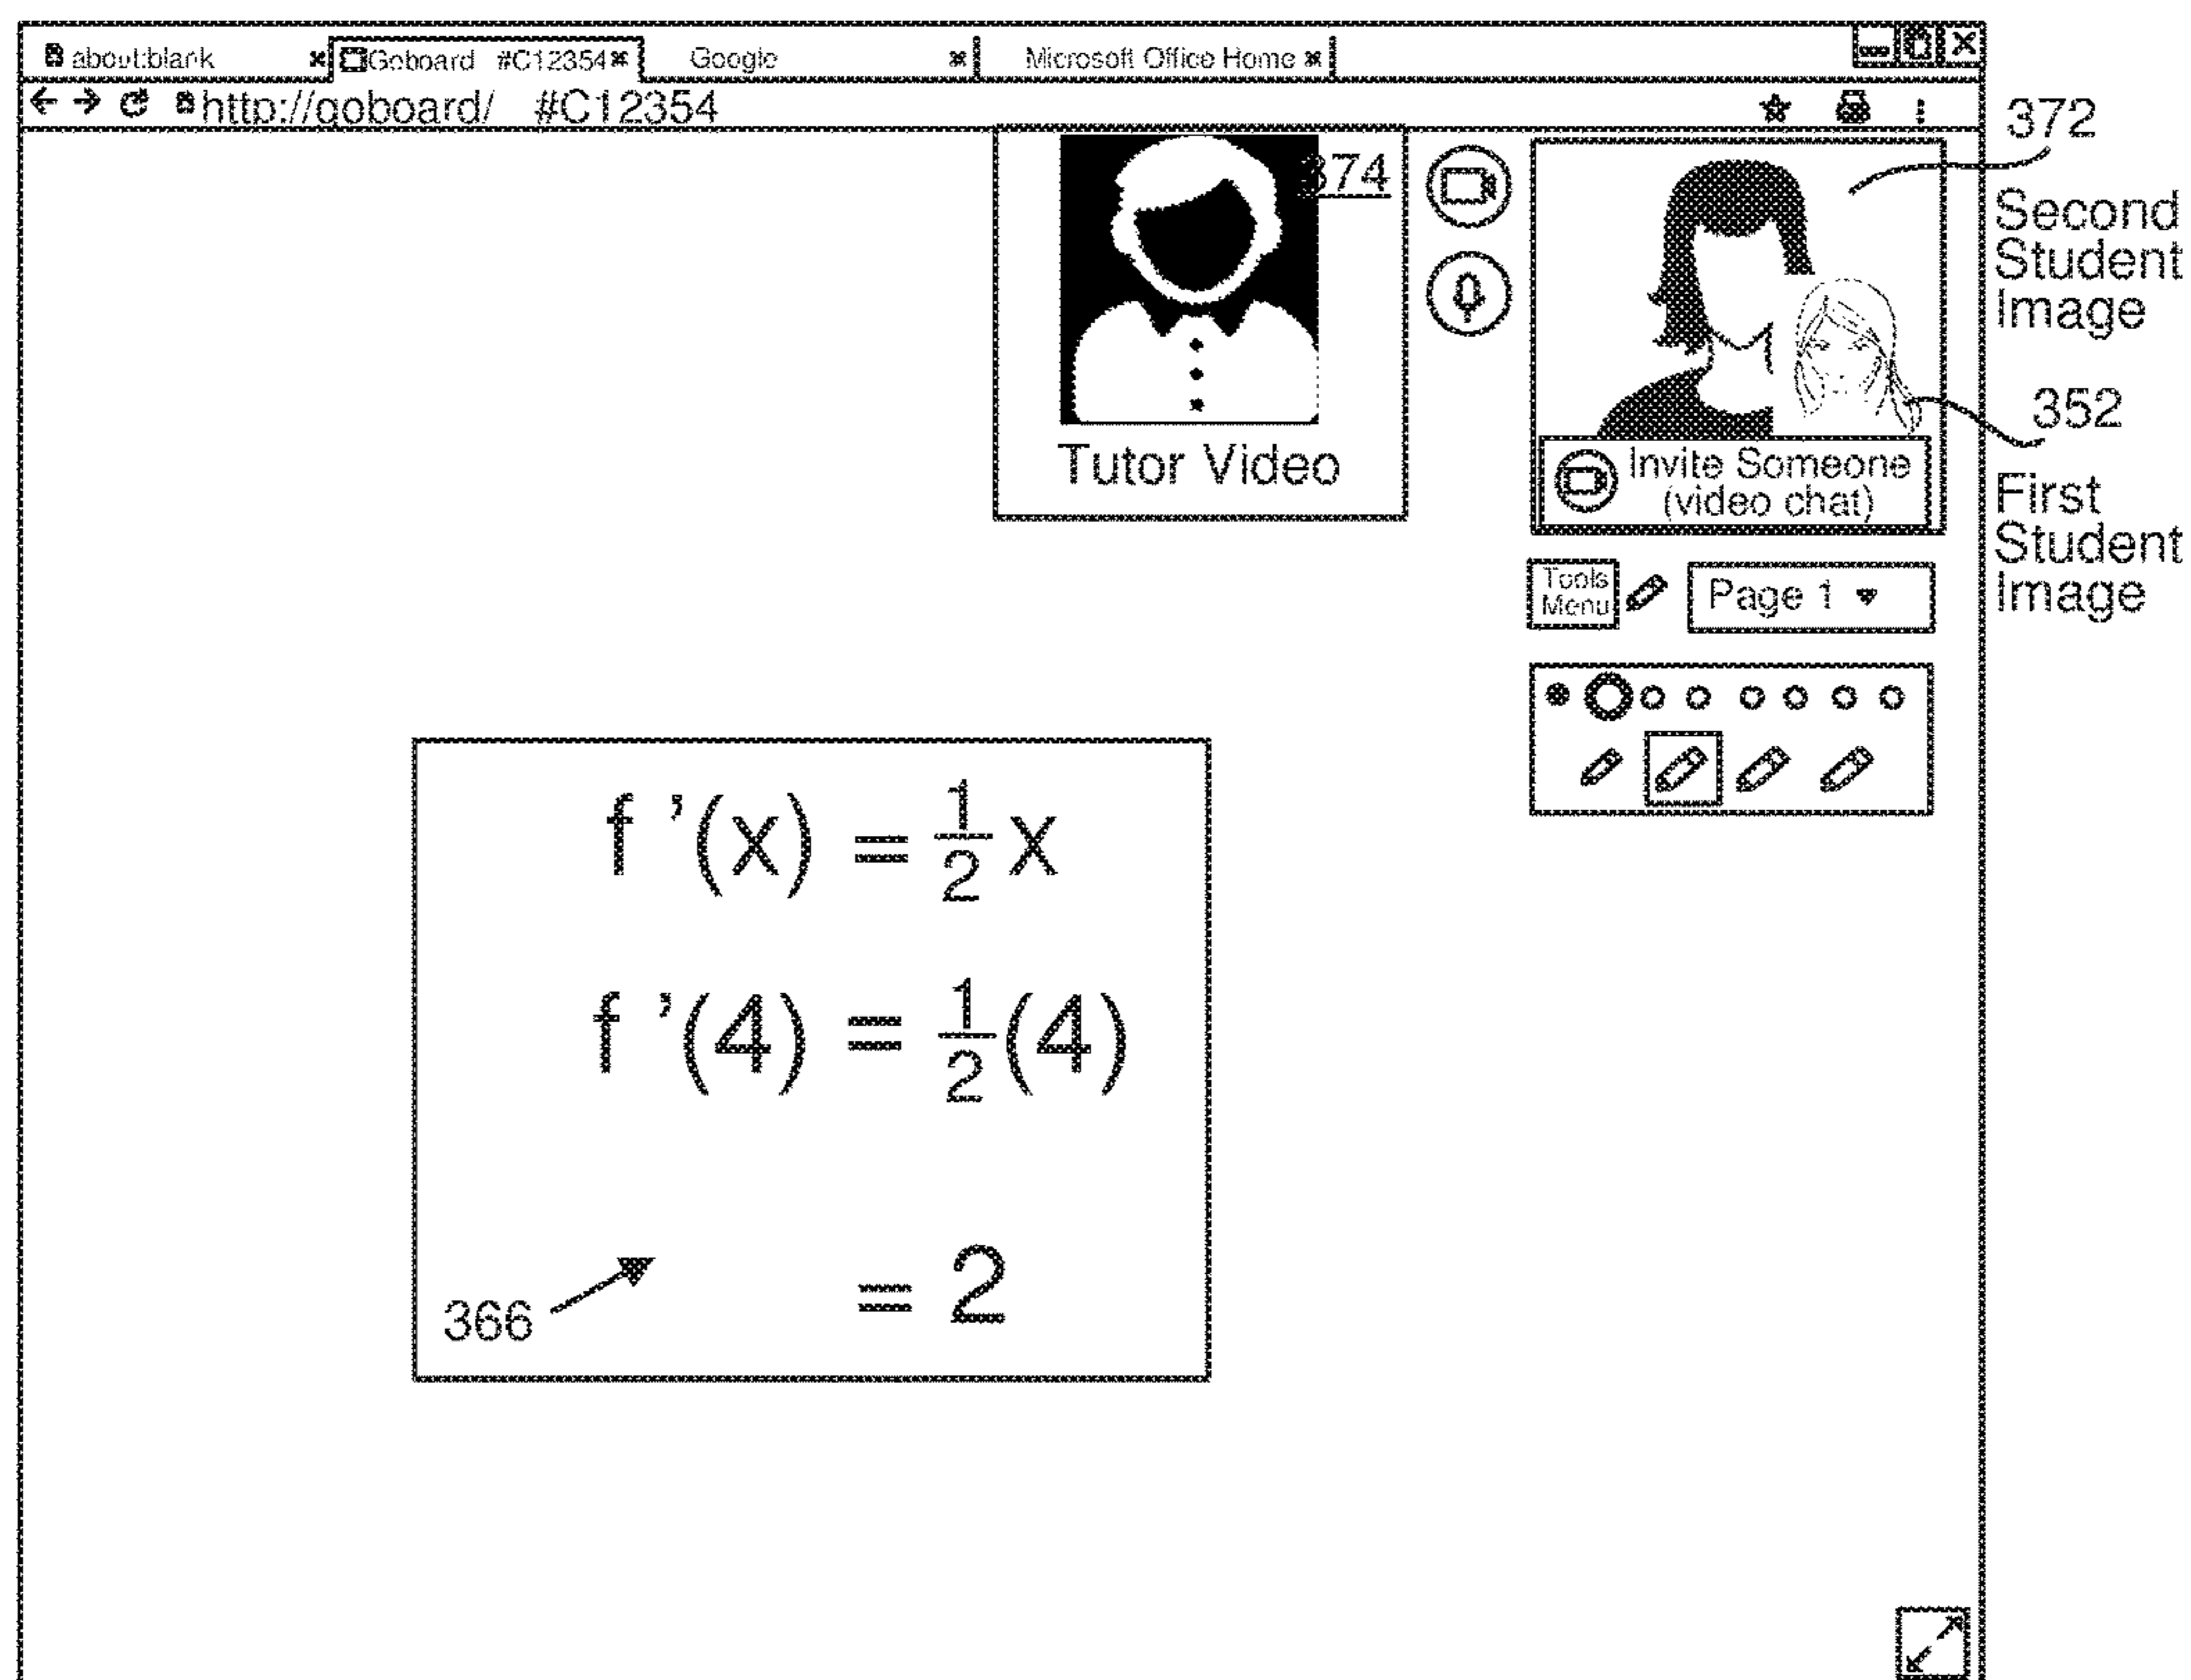 about:blank
Goboard #C12354
Google
Microsoft Office Home
http://goboard/ #C12354
372
Second
Student
Image
374
Tutor Video
352
First
Student
Image
Invite Someone
(video chat)
Tools
Menu
Page 1
f '(x) = 1/2 x
f '(4) = 1/2 (4)
= 2
366